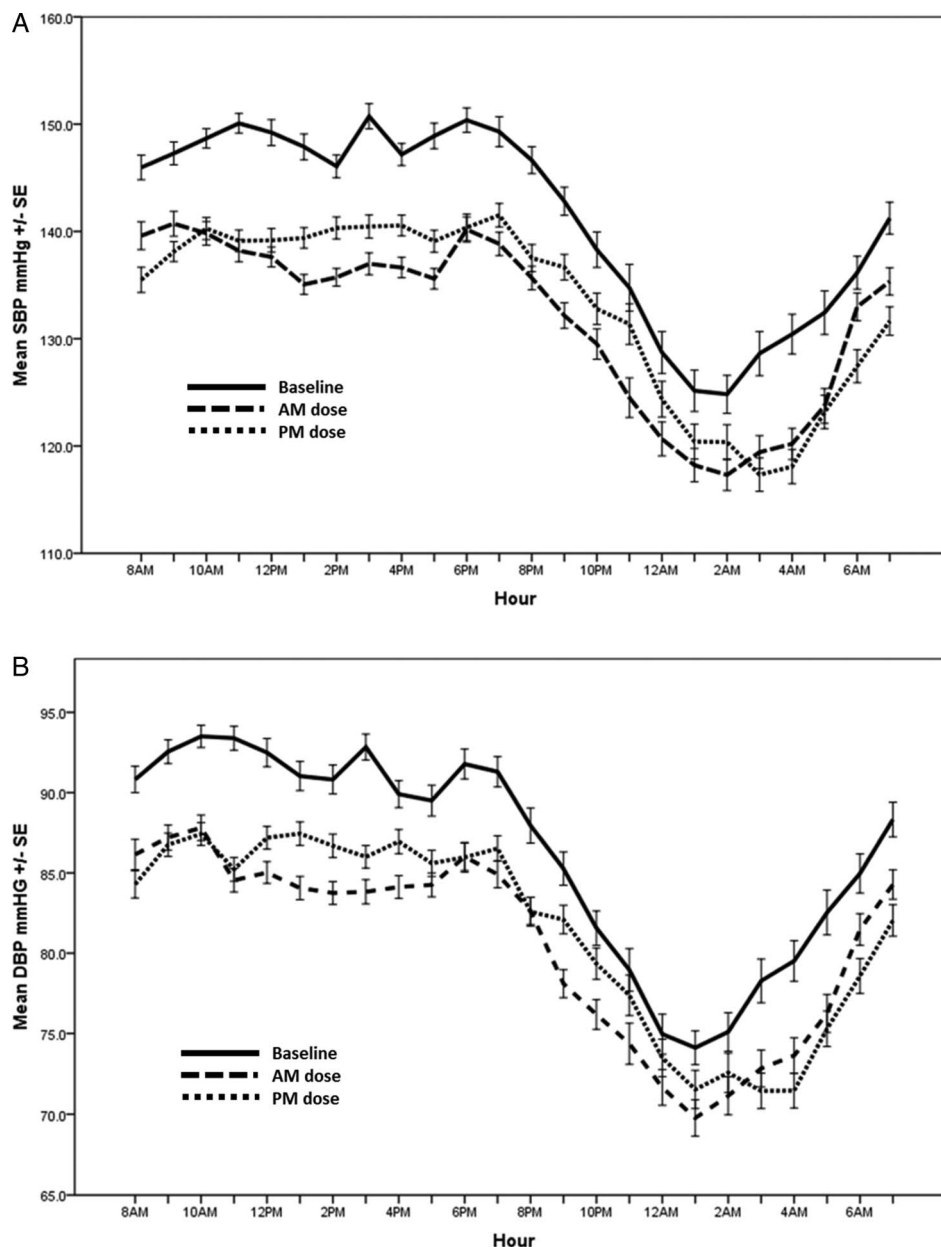 A
160.0
150.0
140.0
130.0
120.0
110.0
Mean SBP mmHg +/- SE
Baseline
AM dose
PM dose
8AM 10AM 12PM 2PM 4PM 6PM 8PM 10PM 12AM 2AM 4AM 6AM
Hour
B
95.0
90.0
85.0
80.0
75.0
70.0
65.0
Mean DBP mmHG +/- SE
Baseline
AM dose
PM dose
8AM 10AM 12PM 2PM 4PM 6PM 8PM 10PM 12AM 2AM 4AM 6AM
Hour